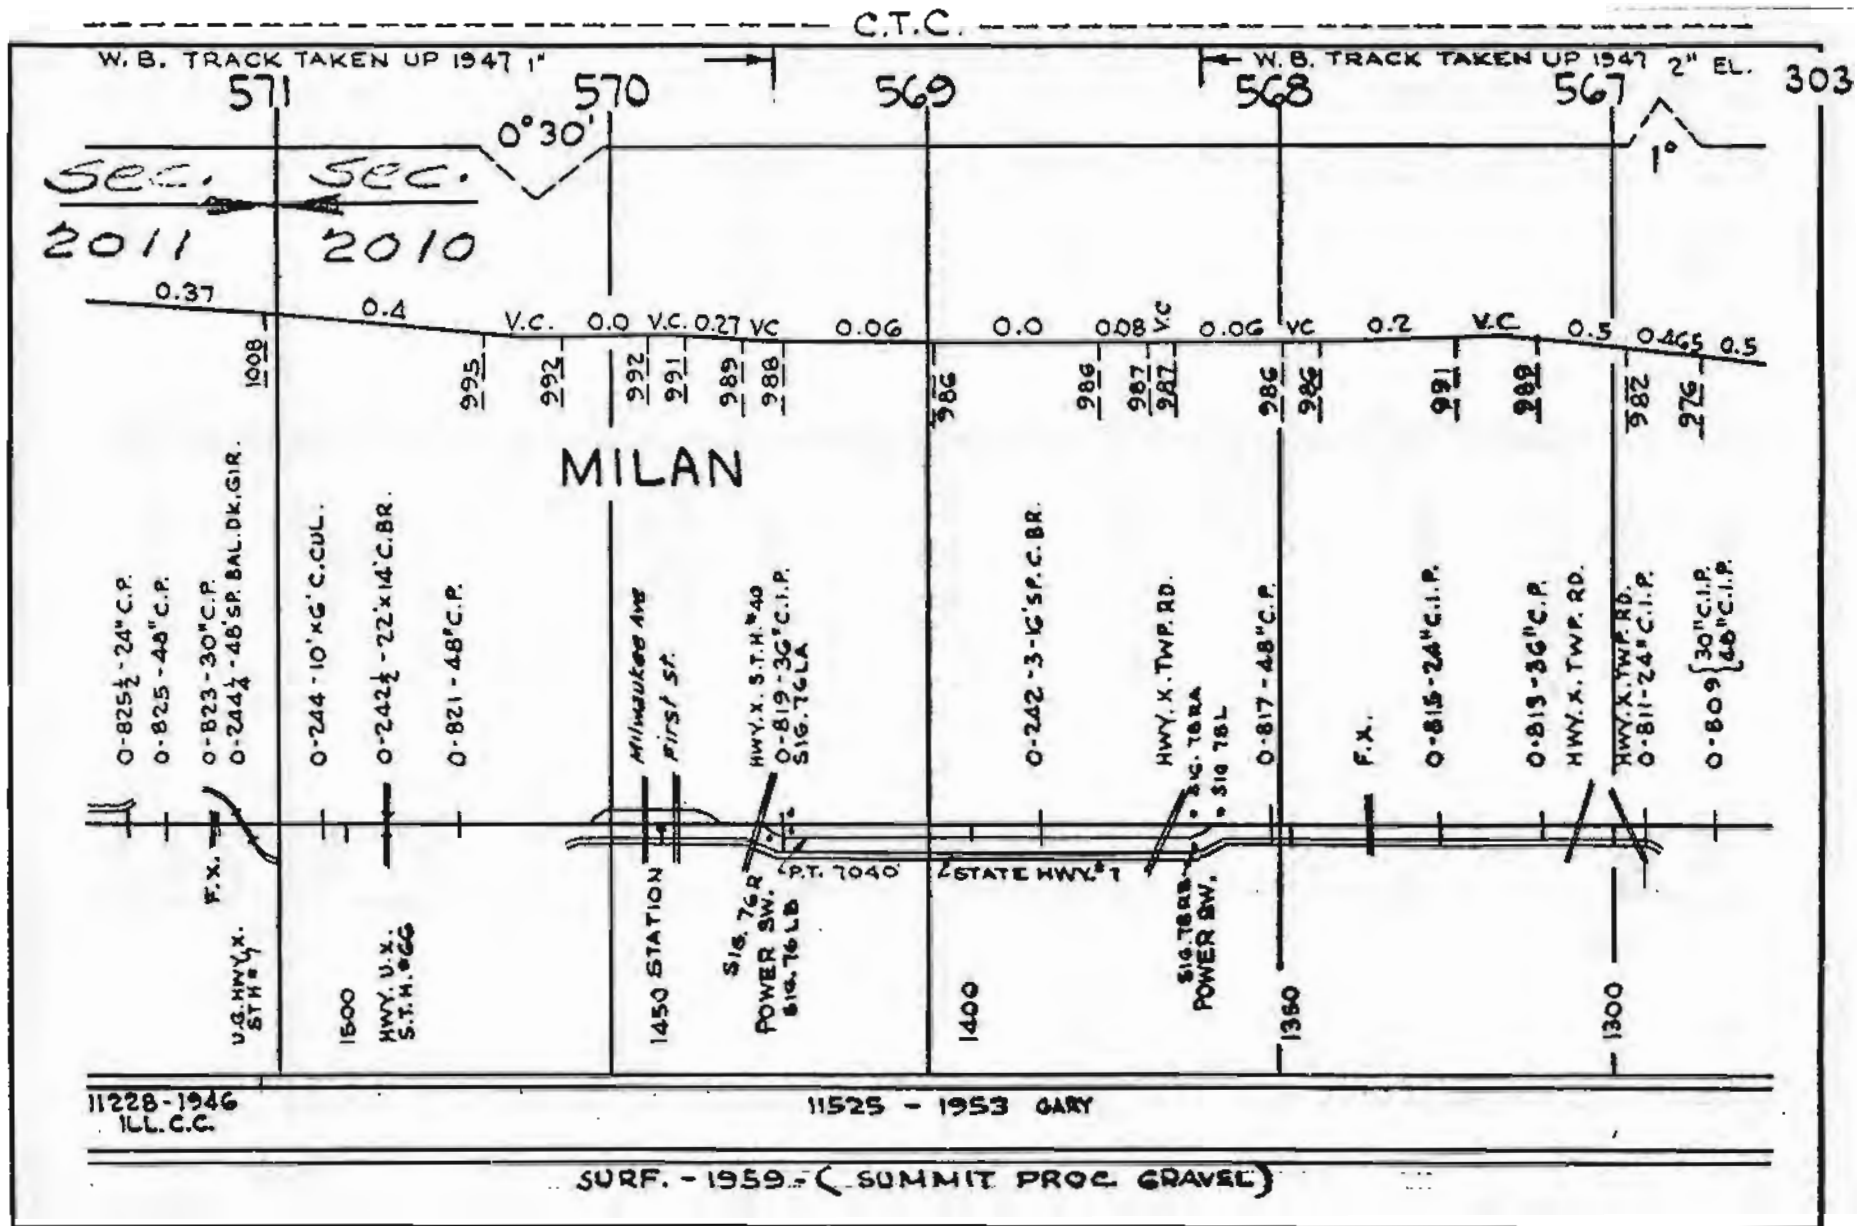 C.T.C.
W. B. TRACK TAKEN UP 1947 1"
W. B. TRACK TAKEN UP 1947 2" EL.
571
570
569
568
567
303
0°30'
1°
SEC. SEC.
2011 2010
0.37
0.4
V.C.
0.0
V.C.
0.27
VC
0.06
0.0
0.08
V.C
0.06
VC
0.2
V.C
0.5
0.465
0.5
1008
995
992
992
991
989
988
986
986
987
987
986
986
991
989
982
976
MILAN
0-825½-24"C.P.
0-825-48"C.P.
0-823-30"C.P.
0-244¼-48'SP.BAL.DK.GIR.
0-244-10'x6'C.CUL.
0-242½-22'x14'C.BR.
0-821-48"C.P.
Milwaukee Ave
First St.
HWY.X.S.T.H.#40
0-819-36"C.I.P.
SIG.76LA
0-242-3-16'SP.C.BR.
HWY.X.TWP.RD.
SIG.78RA
SIG 78L
0-817-48"C.P.
F.X.
0-815-24"C.I.P.
0-813-36"C.P.
HWY.X.TWP.RD.
HWY.X.TWP.RD.
0-811-24"C.I.P.
0-809 {30"C.I.P.
{48"C.I.P.
F.X.
U.G.HWY.X.
STH#7
1500
HWY.U.X.
S.T.H.#66
1450 STATION
SIG.76R
POWER SW.
SIG.76LB
P.T. 7040'
STATE HWY.#7
1400
SIG.78RB
POWER SW.
1350
1300
11228-1946
ILL.C.C.
11525 - 1953 GARY
SURF. - 1959 - ( SUMMIT PROC. GRAVEL)